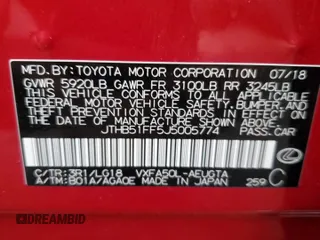 MFD. BY: TOYOTA MOTOR CORPORATION 07/18
GVWR 5920LB GAWR FR 3100LB RR 3245LB
THIS VEHICLE CONFORMS TO ALL APPLICABLE
FEDERAL MOTOR VEHICLE SAFETY, BUMPER, AND
THEFT PREVENTION STANDARDS IN EFFECT ON THE DATE OF
MANUFACTURE SHOWN ABOVE.
JTHB51FF5J5005774 PASS. CAR
C/TR: 3R1/LG18 VXFA50L-AEUGTA
A/TM: B01A/AGA0E MADE IN JAPAN 259 C
DREAMBID